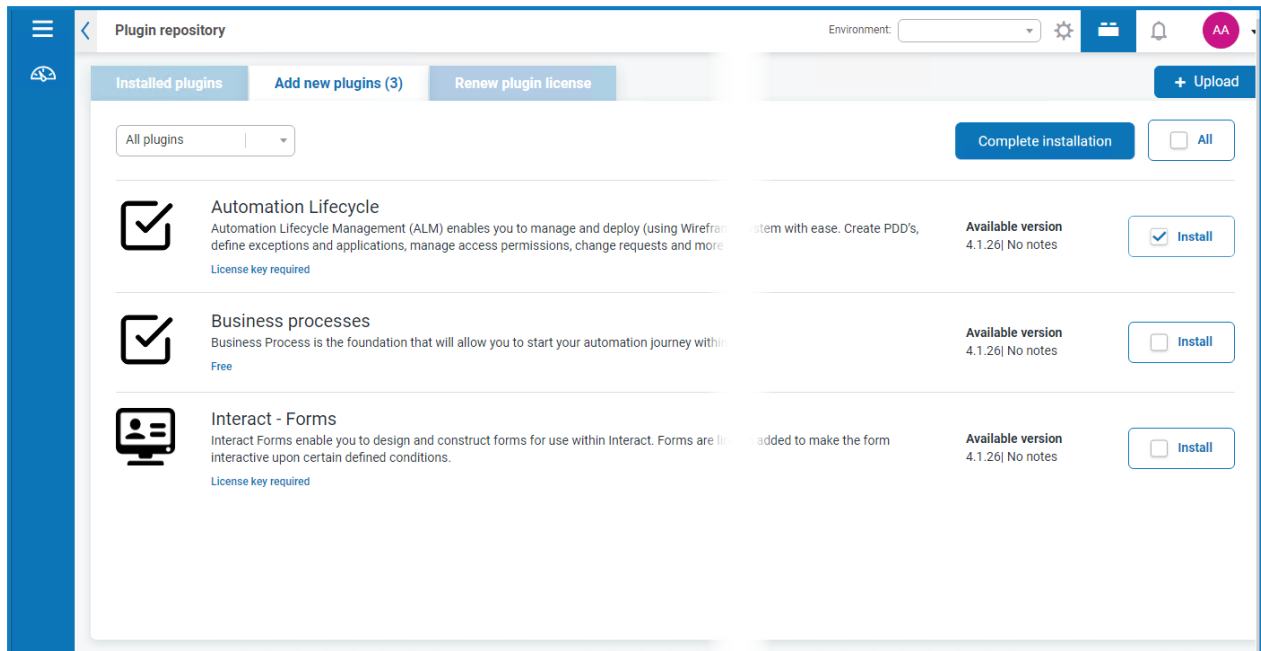 Plugin repository
Environment:
AA
Installed plugins
Add new plugins (3)
Renew plugin license
+ Upload
All plugins
Complete installation
All
Automation Lifecycle
Automation Lifecycle Management (ALM) enables you to manage and deploy (using with ease. Create PDD's,
define exceptions and applications, manage access permissions, change requests and more
License key required
Available version
4.1.26| No notes
Install
Business processes
Business Process is the foundation that will allow you to start your automation journey
Free
Available version
4.1.26| No notes
Install
Interact - Forms
Interact Forms enable you to design and construct forms for use within Interact. Forms are added to make the form
interactive upon certain defined conditions.
License key required
Available version
4.1.26| No notes
Install